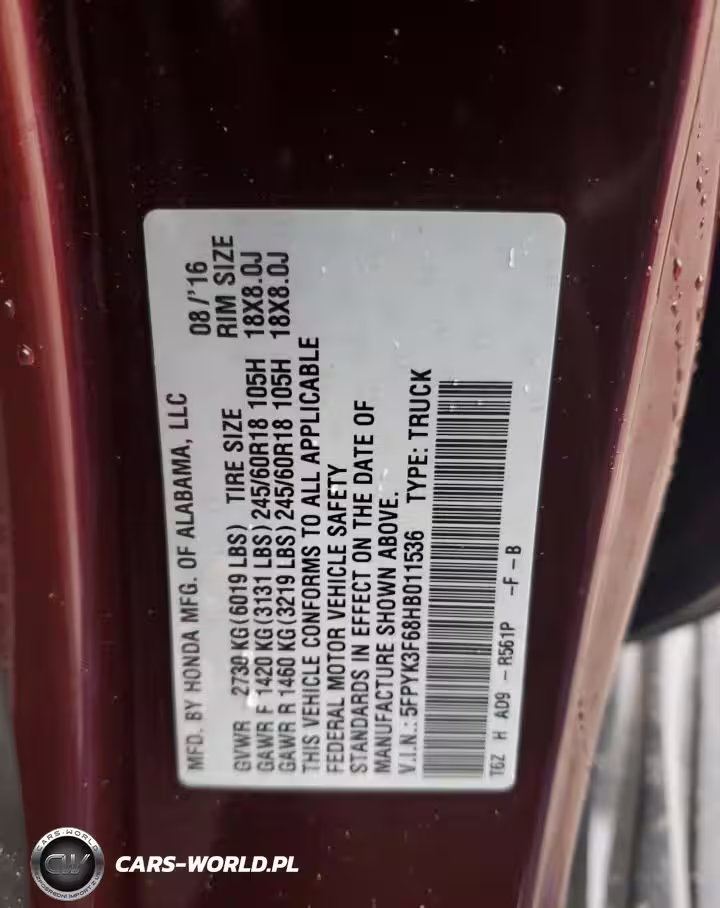 MFD. BY HONDA MFG. OF ALABAMA, LLC 08/'16
GVWR 2730 KG(6019 LBS) TIRE SIZE RIM SIZE
GAWR F 1420 KG(3131 LBS) 245/60R18 105H 18X8.0J
GAWR R 1460 KG(3219 LBS) 245/60R18 105H 18X8.0J
THIS VEHICLE CONFORMS TO ALL APPLICABLE
FEDERAL MOTOR VEHICLE SAFETY
STANDARDS IN EFFECT ON THE DATE OF
MANUFACTURE SHOWN ABOVE.
V.I.N.: 5FPYK3F68HB011536 TYPE: TRUCK
T6Z H AD9 - R561P -F-B
CARS-WORLD
CW
CARS-WORLD.PL